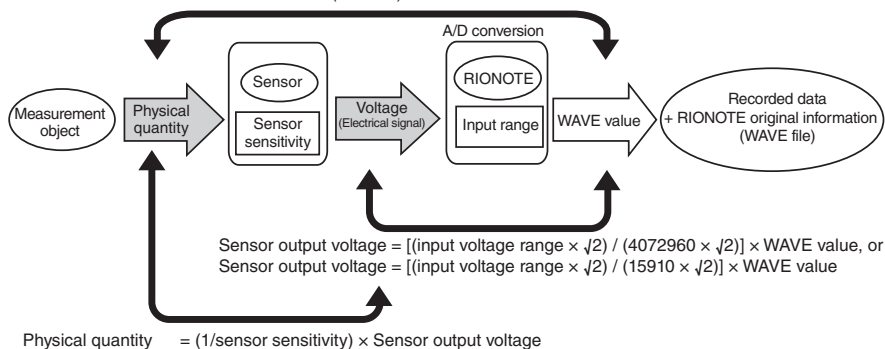 A/D conversion
Sensor
RIONOTE
Measurement
object
Physical
quantity
Sensor
sensitivity
Voltage
(Electrical signal)
Input range
WAVE value
Recorded data
+ RIONOTE original information
(WAVE file)
Sensor output voltage = [(input voltage range × √2) / (4072960 × √2)] × WAVE value, or
Sensor output voltage = [(input voltage range × √2) / (15910 × √2)] × WAVE value
Physical quantity = (1/sensor sensitivity) × Sensor output voltage